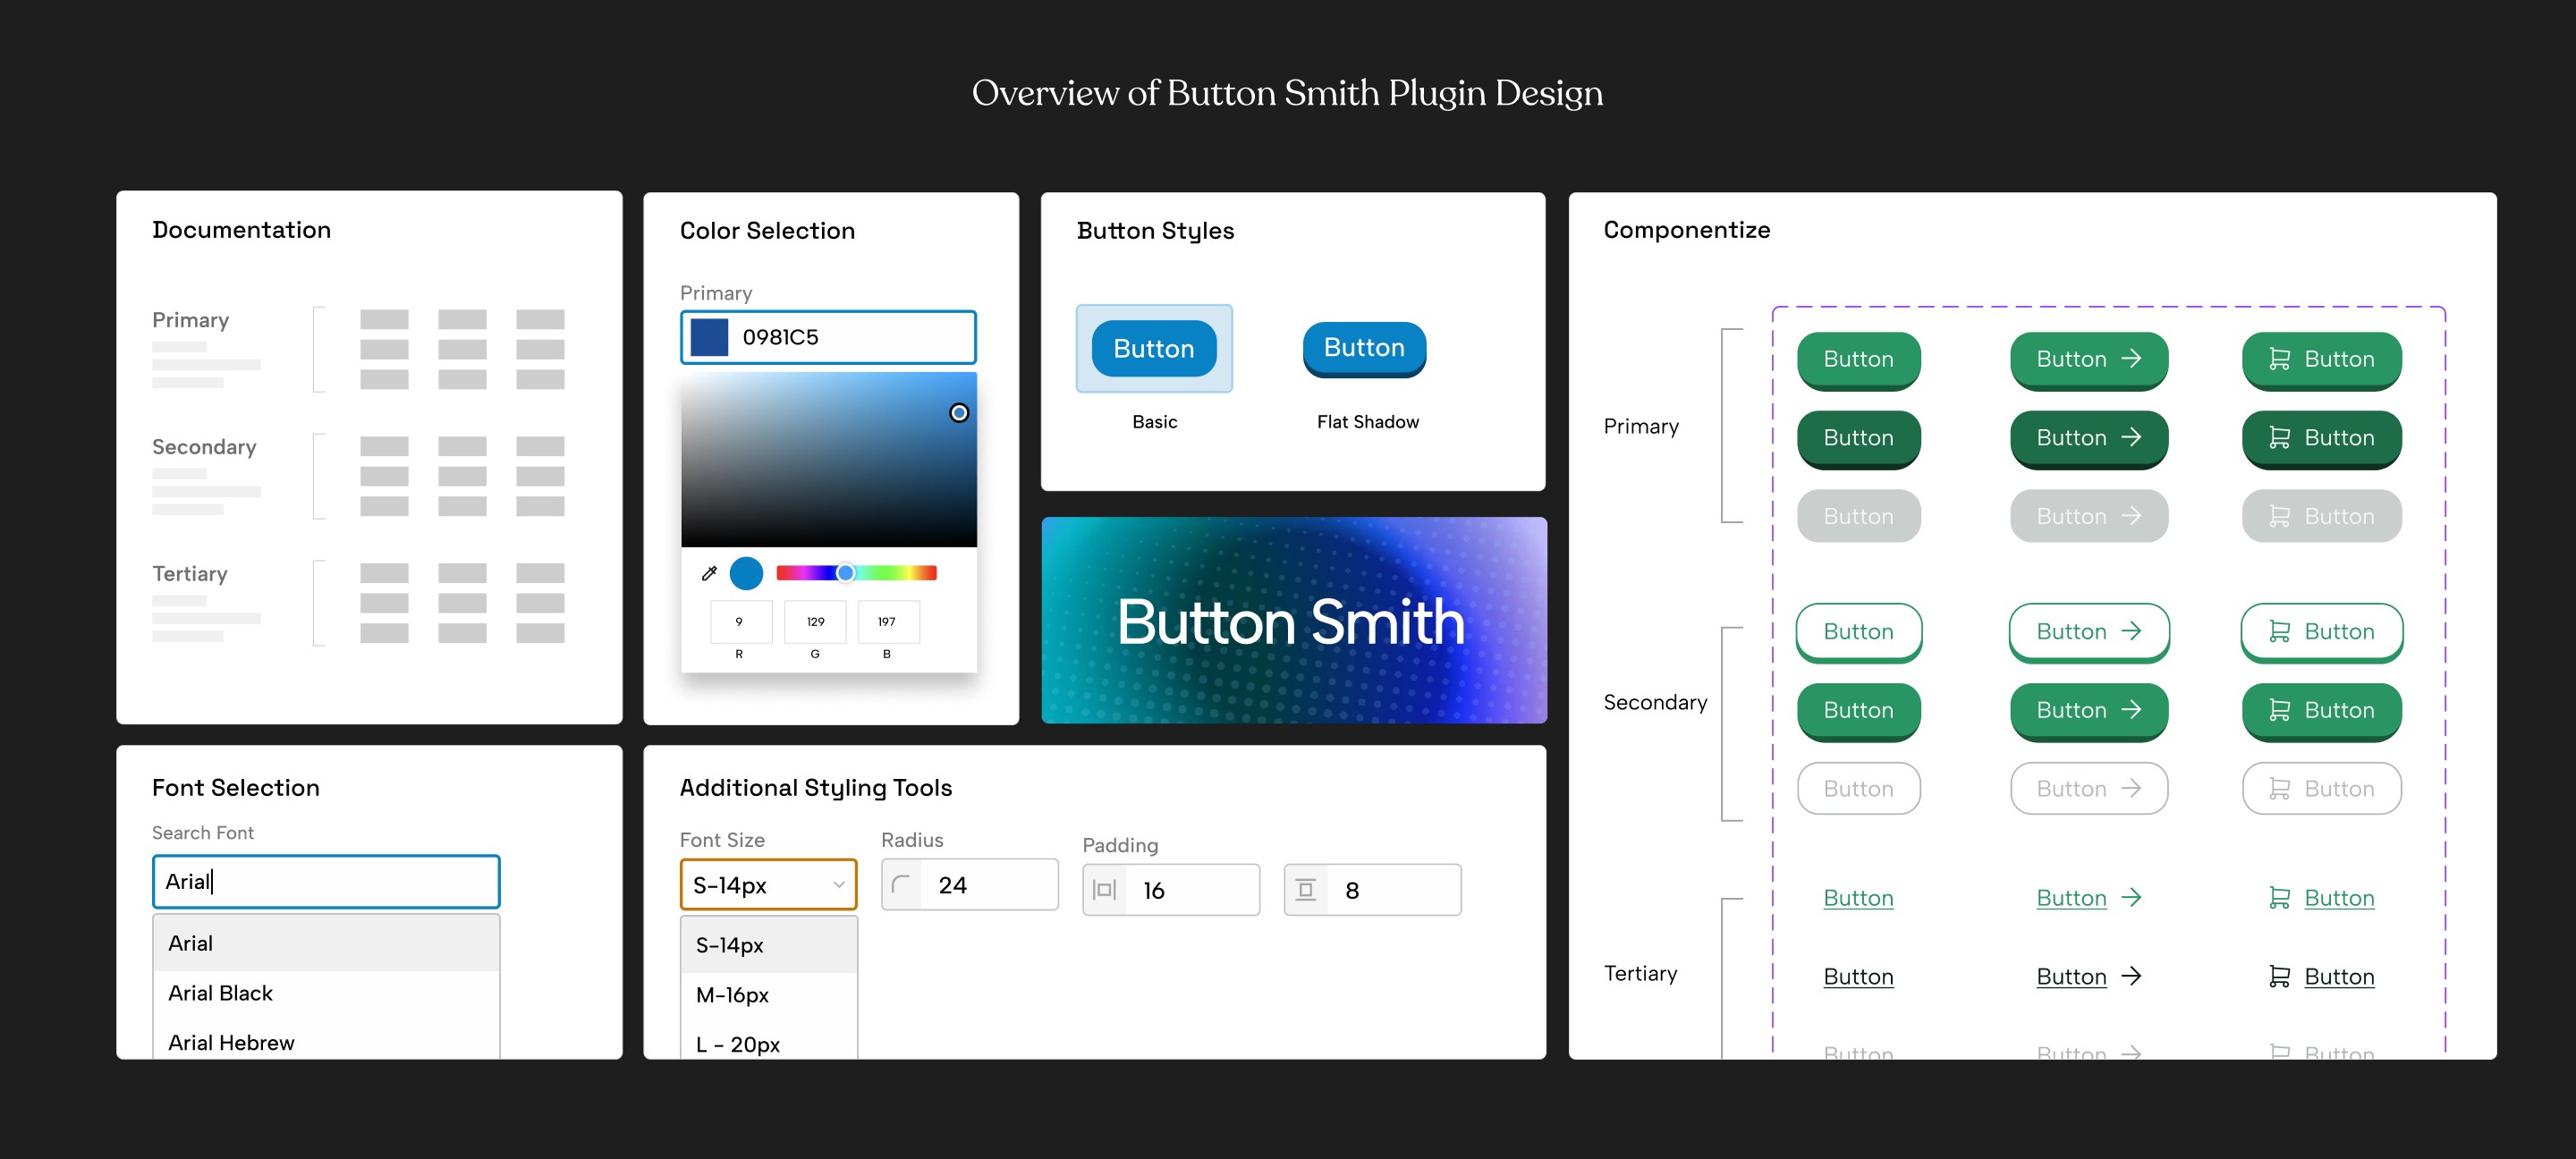 Overview of Button Smith Plugin Design
Documentation
Primary
Secondary
Tertiary
Color Selection
Primary
0981C5
9 129 197
R G B
Button Styles
Button Button
Basic Flat Shadow
Button Smith
Componentize
Primary
Button Button Button
Button Button Button
Button Button Button
Secondary
Button Button Button
Button Button Button
Button Button Button
Tertiary
Button Button Button
Button Button Button
Button Button Button
Font Selection
Search Font
Arial
Arial
Arial Black
Arial Hebrew
Additional Styling Tools
Font Size Radius Padding
S-14px 24 16 8
S-14px
M-16px
L - 20px